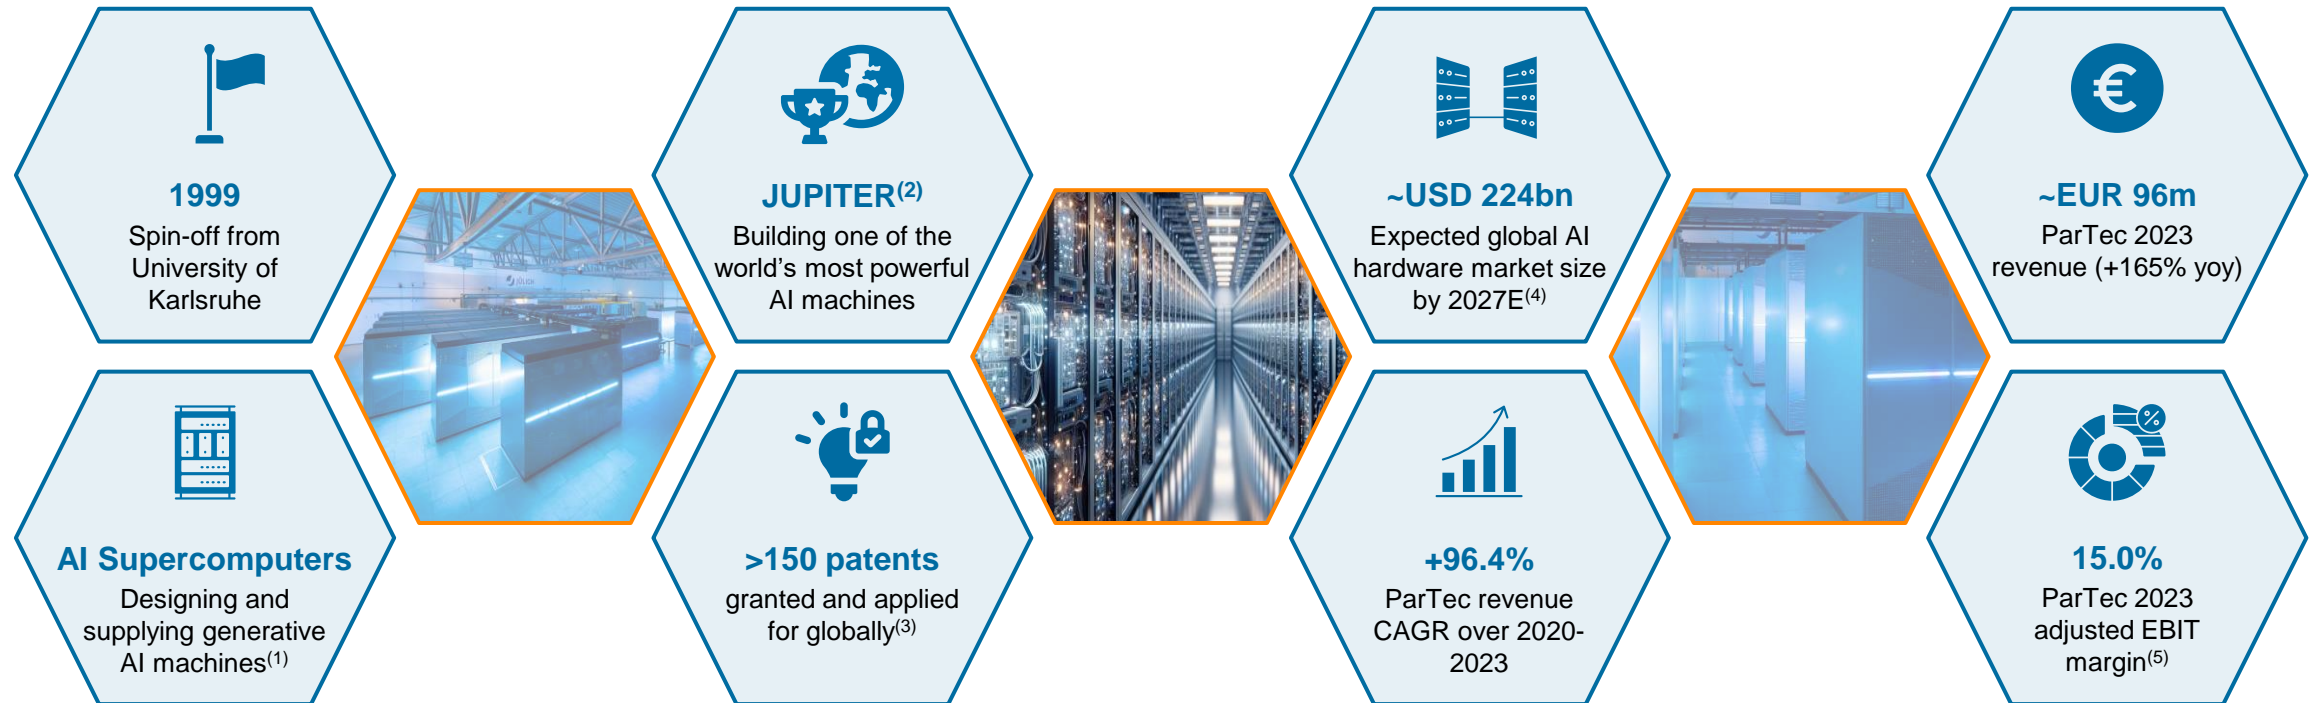 1999
Spin-off from
University of
Karlsruhe
JUPITER(2)
Building one of the
world's most powerful
AI machines
~USD 224bn
Expected global AI
hardware market size
by 2027E(4)
~EUR 96m
ParTec 2023
revenue (+165% yoy)
JÜLICH
AI Supercomputers
Designing and
supplying generative
AI machines(1)
>150 patents
granted and applied
for globally(3)
+96.4%
ParTec revenue
CAGR over 2020-
2023
15.0%
ParTec 2023
adjusted EBIT
margin(5)